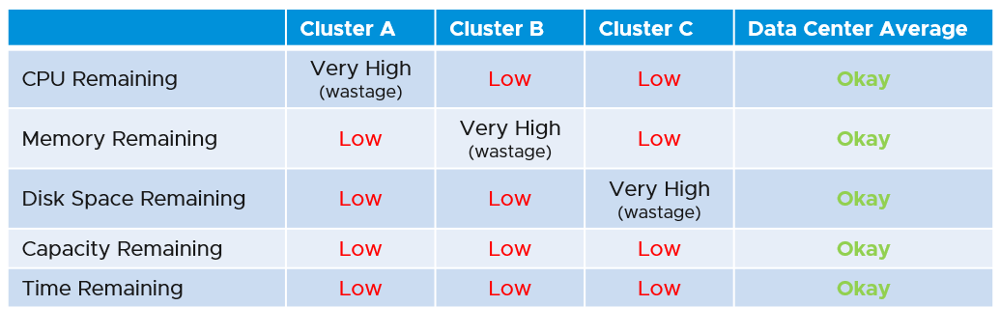 Cluster A Cluster B Cluster C Data Center Average
CPU Remaining Very High (wastage) Low Low Okay
Memory Remaining Low Very High (wastage) Low Okay
Disk Space Remaining Low Low Very High (wastage) Okay
Capacity Remaining Low Low Low Okay
Time Remaining Low Low Low Okay